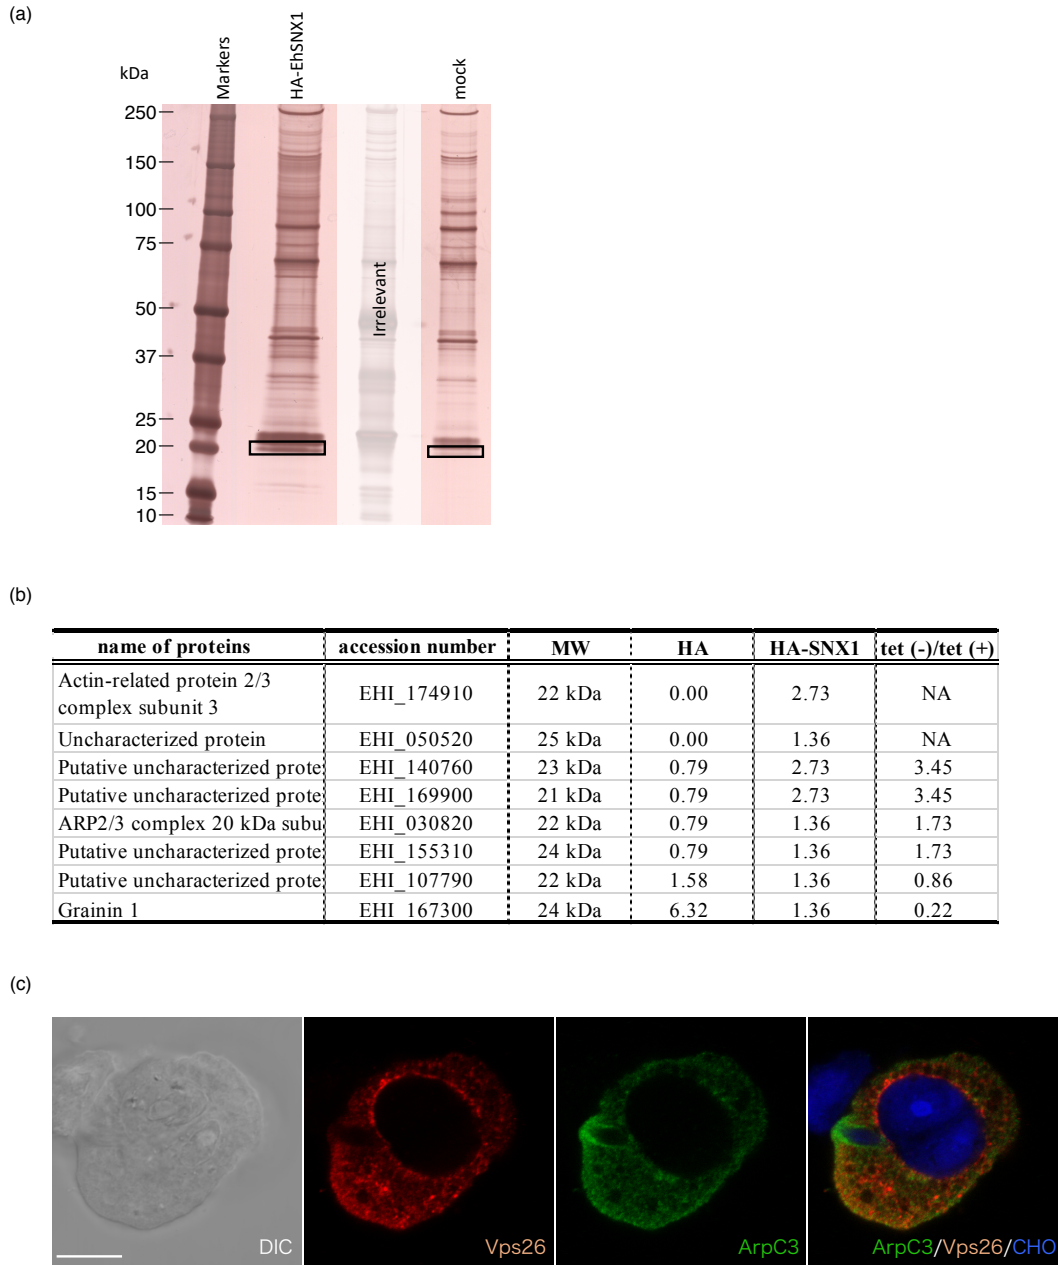 (a)
kDa
Markers
HA-EhSNX1
mock
250
150
100
75
50
Irrelevant
37
25
20
15
10
(b)
name of proteins accession number MW HA HA-SNX1 tet (-)/tet (+)
Actin-related protein 2/3
complex subunit 3 EHI_174910 22 kDa 0.00 2.73 NA
Uncharacterized protein EHI_050520 25 kDa 0.00 1.36 NA
Putative uncharacterized prote EHI_140760 23 kDa 0.79 2.73 3.45
Putative uncharacterized prote EHI_169900 21 kDa 0.79 2.73 3.45
ARP2/3 complex 20 kDa subu EHI_030820 22 kDa 0.79 1.36 1.73
Putative uncharacterized prote EHI_155310 24 kDa 0.79 1.36 1.73
Putative uncharacterized prote EHI_107790 22 kDa 1.58 1.36 0.86
Grainin 1 EHI_167300 24 kDa 6.32 1.36 0.22
(c)
DIC
Vps26
ArpC3
ArpC3/Vps26/CHO